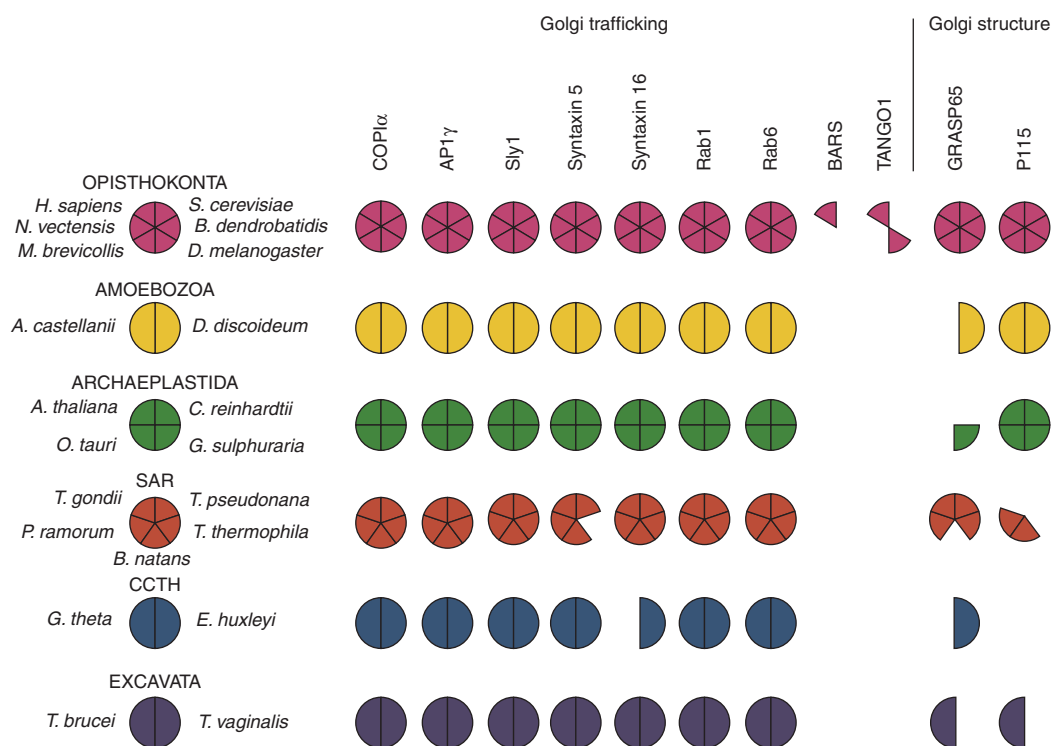 Golgi trafficking
Golgi structure
COPIα
AP1γ
Sly1
Syntaxin 5
Syntaxin 16
Rab1
Rab6
BARS
TANGO1
GRASP65
P115
OPISTHOKONTA
H. sapiens
S. cerevisiae
N. vectensis
B. dendrobatidis
M. brevicollis
D. melanogaster
AMOEBOZOA
A. castellanii
D. discoideum
ARCHAEPLASTIDA
A. thaliana
C. reinhardtii
O. tauri
G. sulphuraria
SAR
T. gondii
T. pseudonana
P. ramorum
T. thermophila
B. natans
CCTH
G. theta
E. huxleyi
EXCAVATA
T. brucei
T. vaginalis